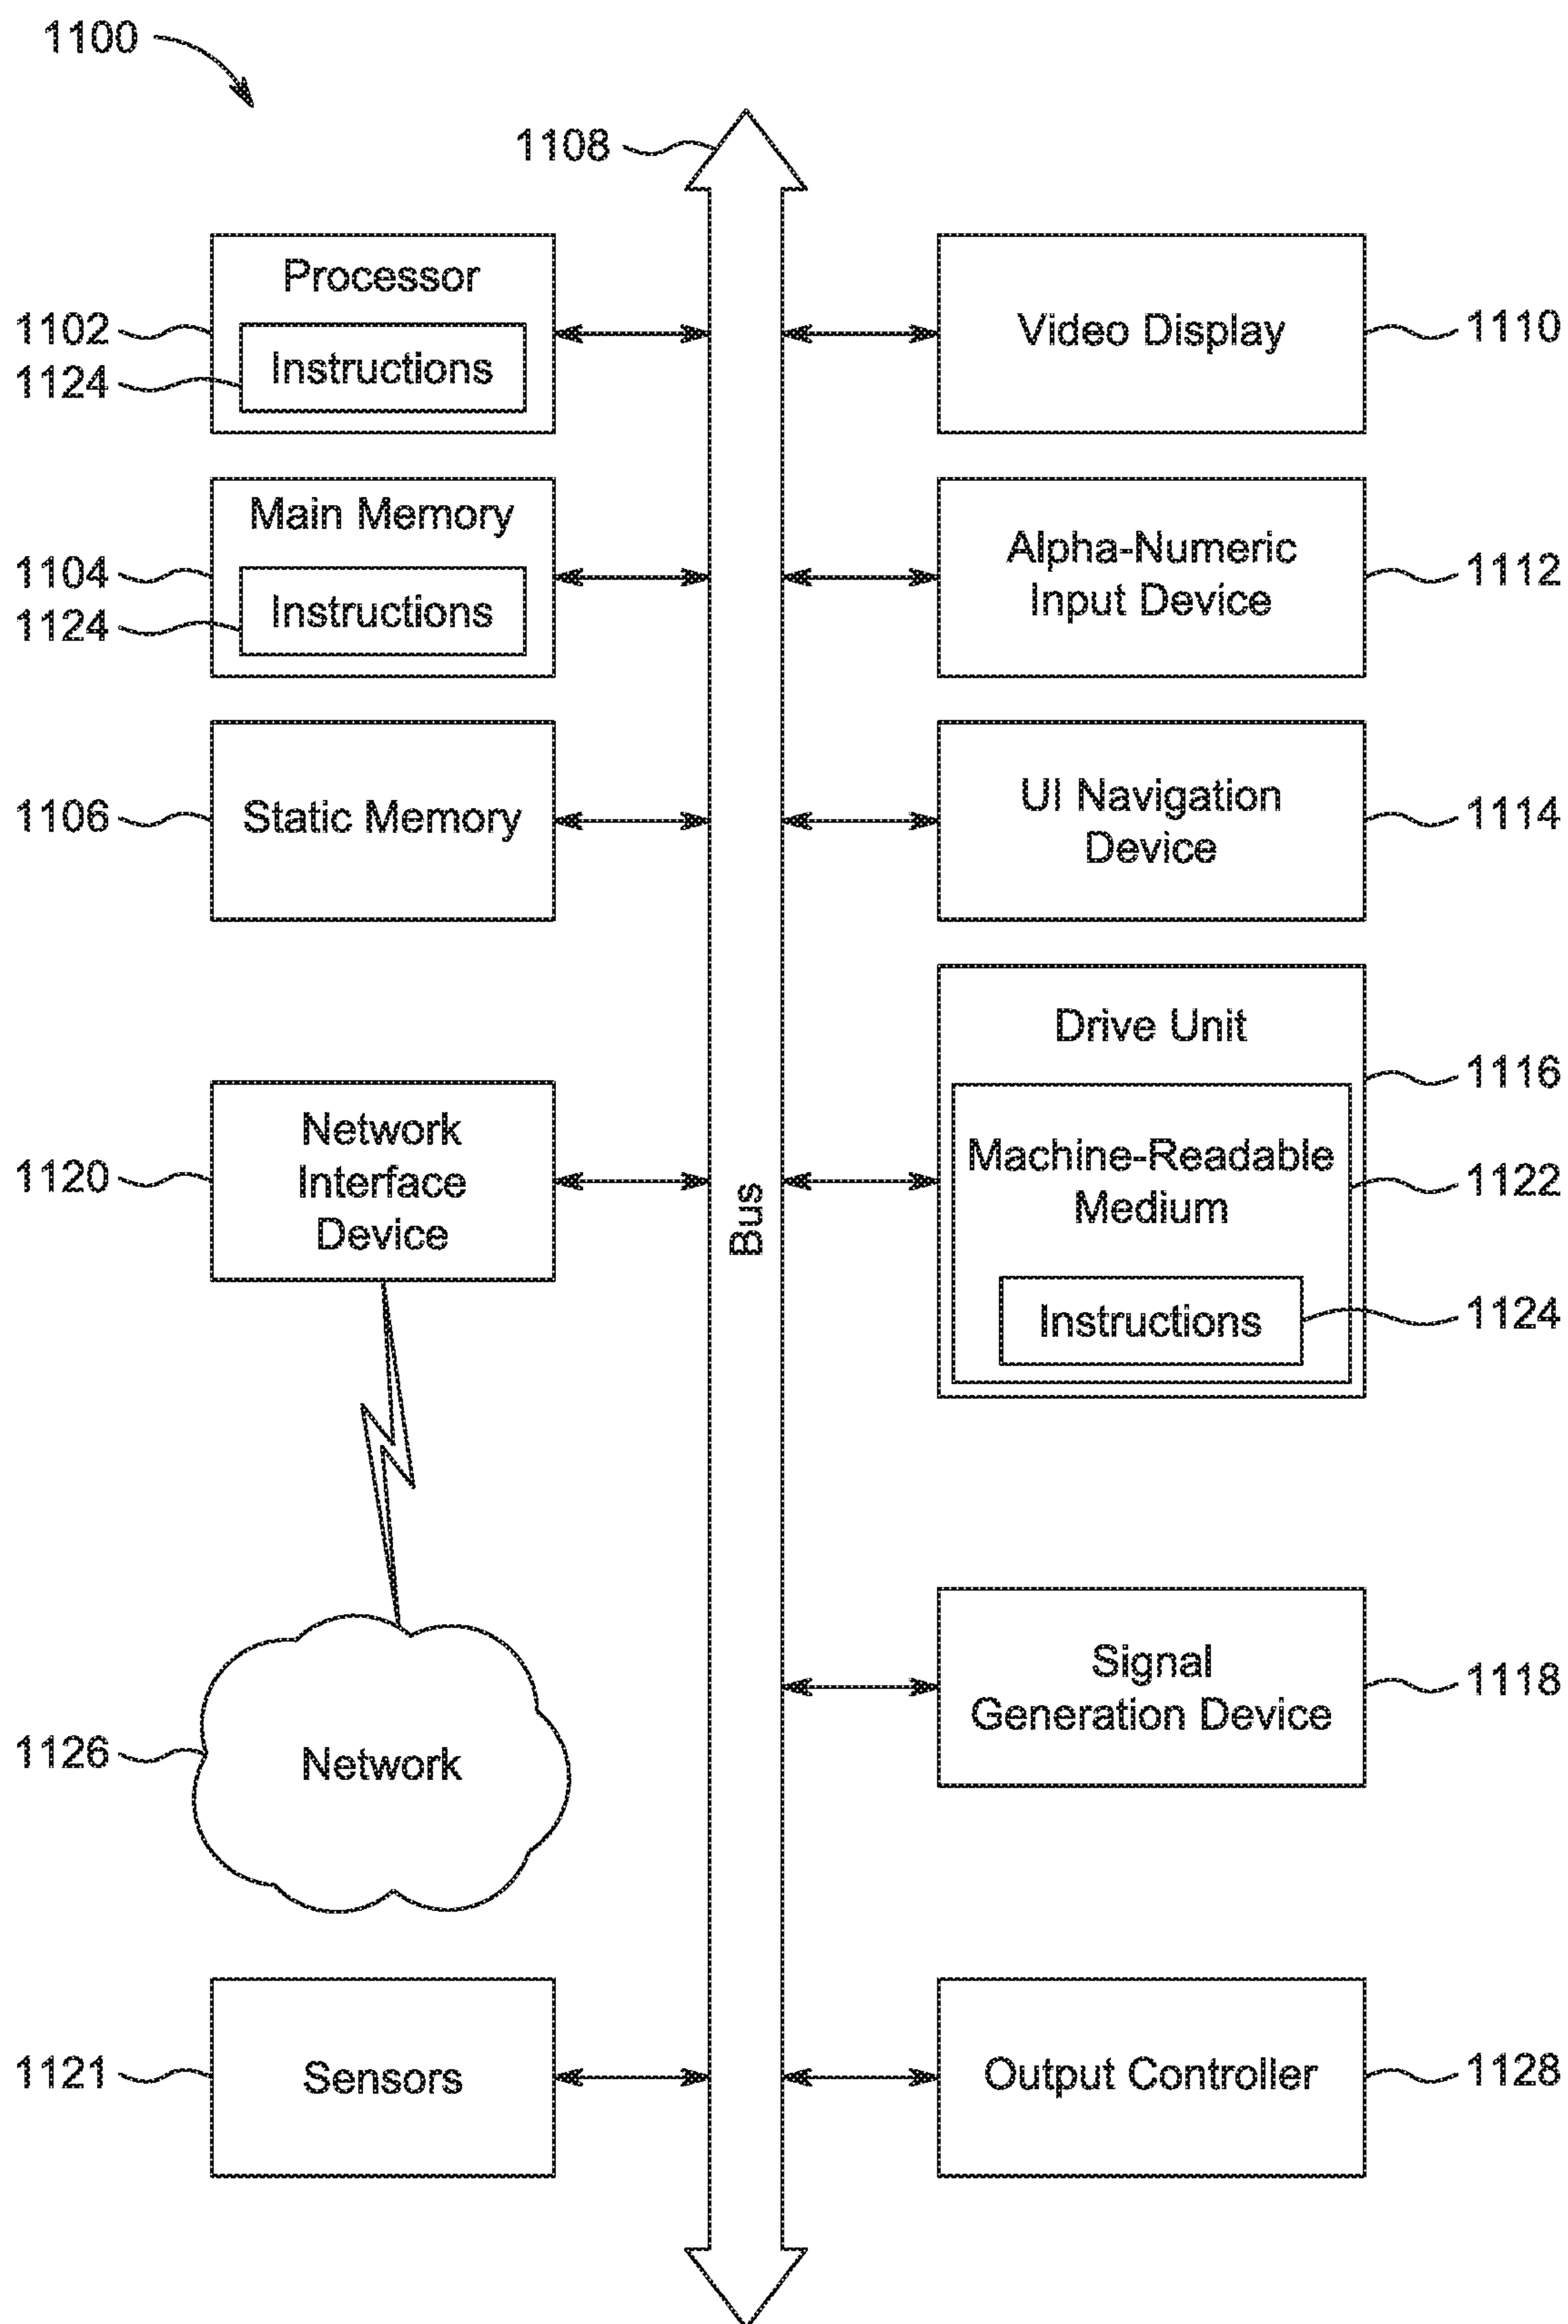 1100
1108
Processor
1102
Instructions
1124
Video Display
1110
Main Memory
1104
Instructions
1124
Alpha-Numeric
Input Device
1112
Static Memory
1106
UI Navigation
Device
1114
Drive Unit
1116
Machine-Readable
Medium
1122
Instructions
1124
Network
Interface
Device
1120
Bus
Signal
Generation Device
1118
Network
1126
Sensors
1121
Output Controller
1128